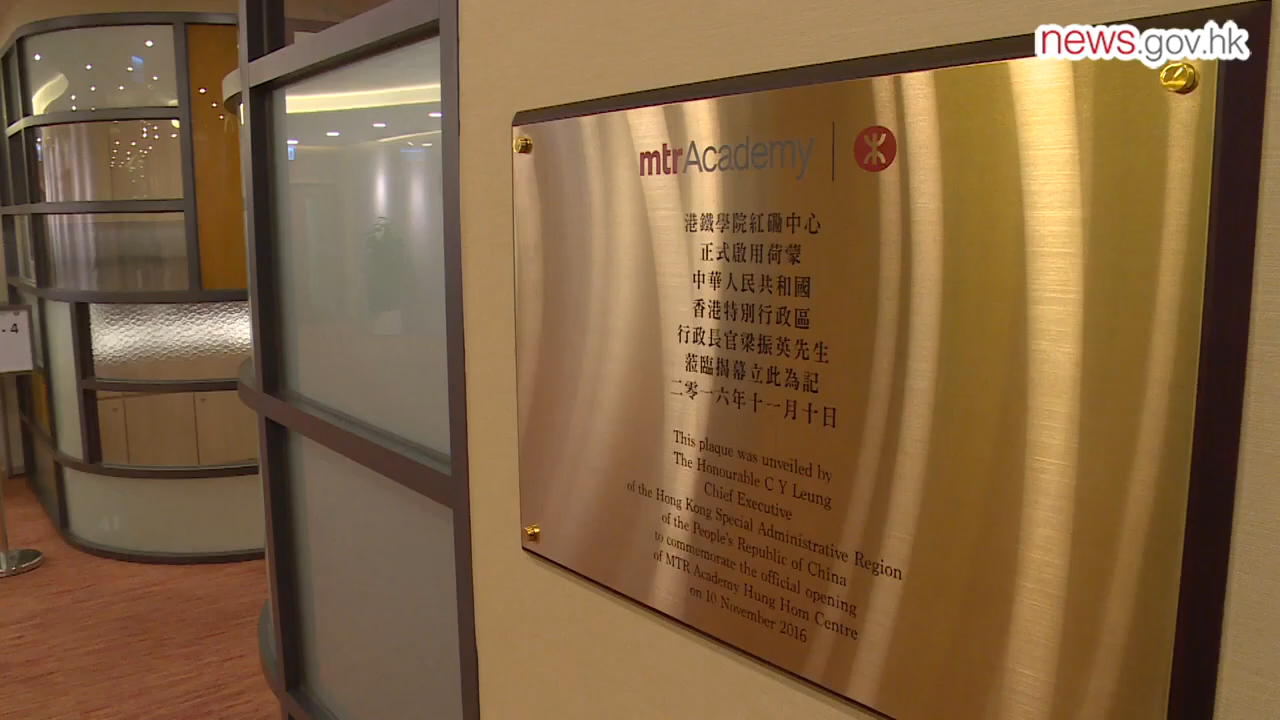 news.gov.hk
mtrAcademy
港鐵學院紅磡中心
正式啟用荷蒙
中華人民共和國
香港特別行政區
行政長官梁振英先生
蒞臨揭幕立此為記
二零一六年十一月十日
This plaque was unveiled by
The Honourable C Y Leung
Chief Executive
of the Hong Kong Special Administrative Region
of the People's Republic of China
to commemorate the official opening
of MTR Academy Hung Hom Centre
on 10 November 2016
- 4